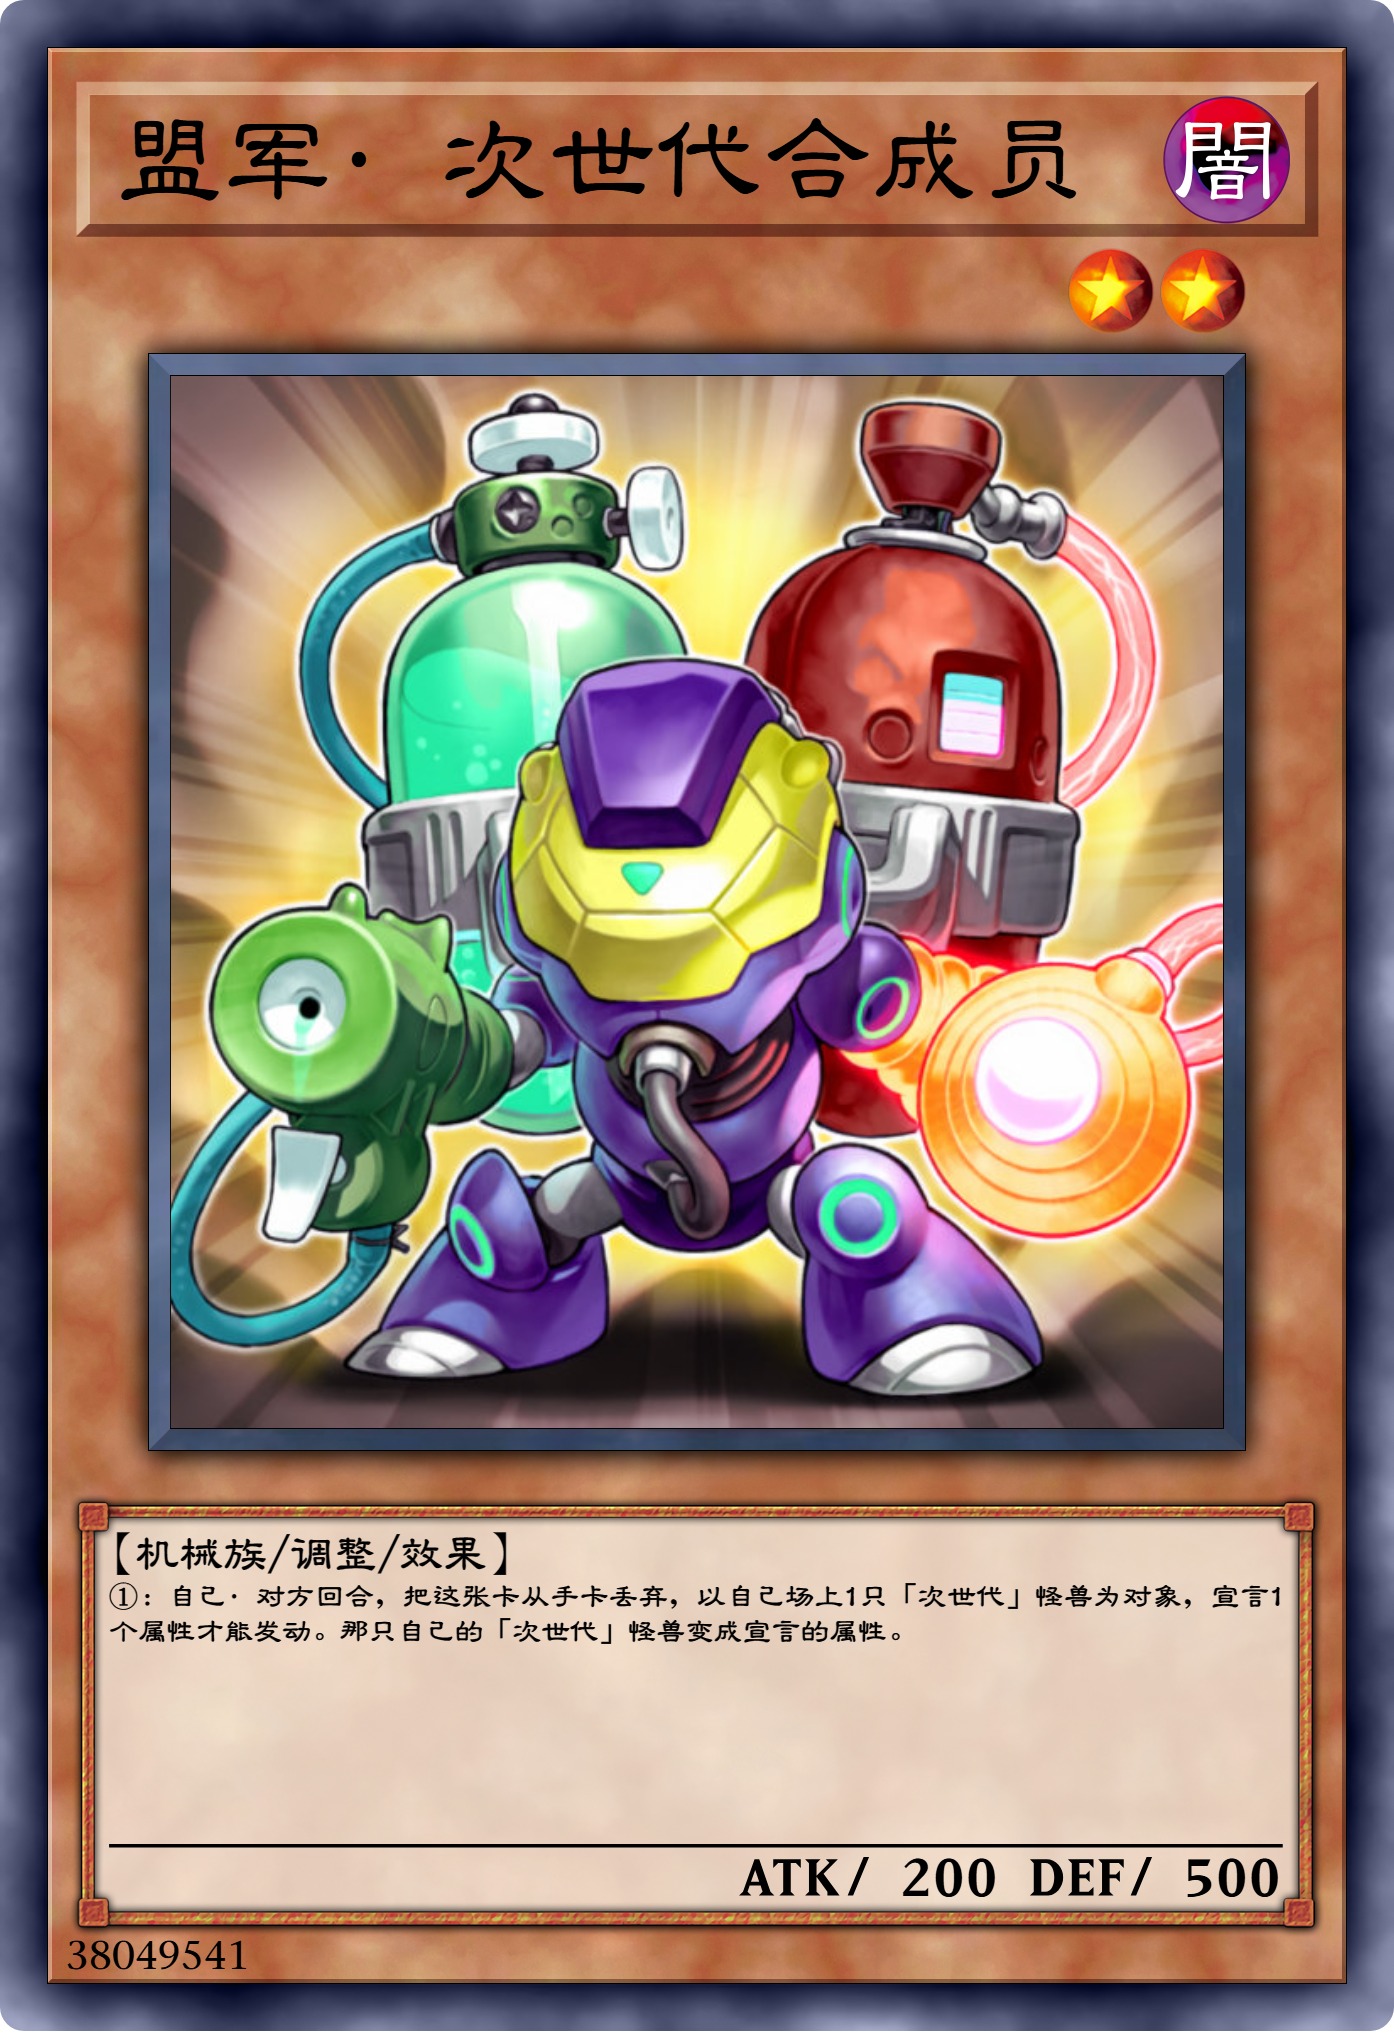 盟军·次世代合成员
闇
【机械族/调整/效果】
①：自己·对方回合，把这张卡从手卡丢弃，以自己场上1只「次世代」怪兽为对象，宣言1
个属性才能发动。那只自己的「次世代」怪兽变成宣言的属性。
ATK/ 200 DEF/ 500
38049541